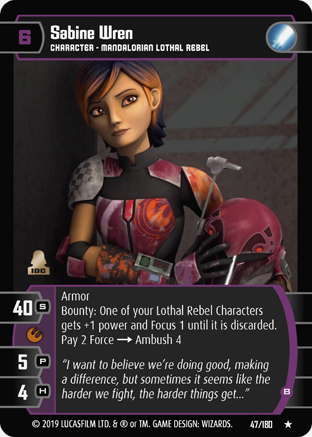 6
Sabine Wren
CHARACTER - MANDALORIAN LOTHAL REBEL
IDC
40 S
Armor
Bounty: One of your Lothal Rebel Characters
gets +1 power and Focus 1 until it is discarded.
Pay 2 Force → Ambush 4
5 P
4 H
"I want to believe we're doing good, making
a difference, but sometimes it seems like the
harder we fight, the harder things get..."
B
© 2019 LUCASFILM LTD. & ® or TM. GAME DESIGN: WIZARDS.
47/180 ★